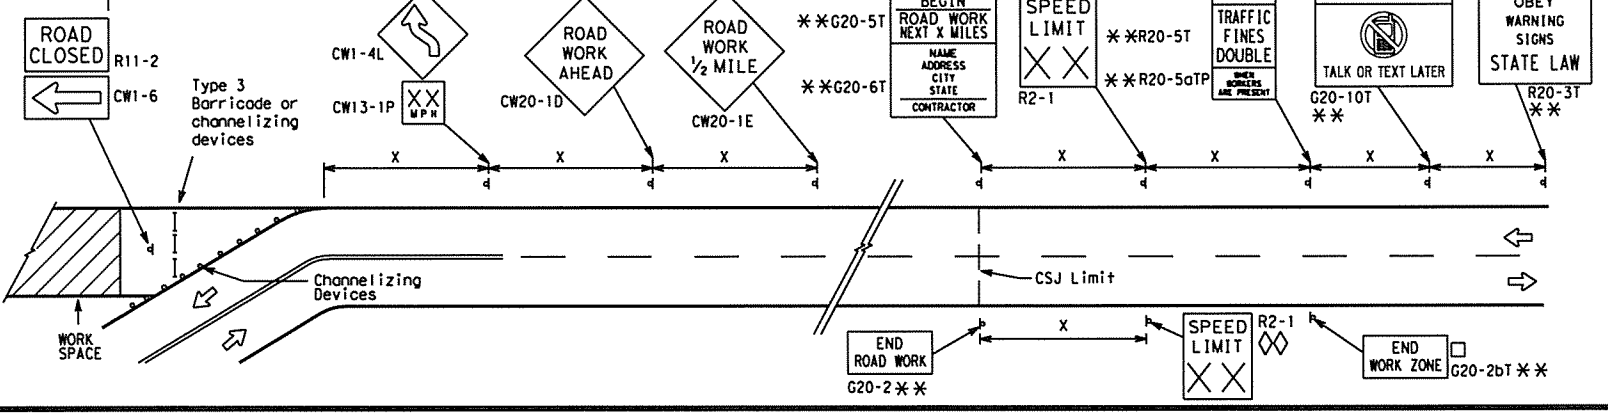 ROAD
CLOSED
R11-2
CW1-6
Type 3
Barricade or
channelizing
devices
CW1-4L
XX
MPH
CW13-1P
ROAD
WORK
AHEAD
CW20-1D
ROAD
WORK
1/2 MILE
CW20-1E
**G20-5T
BEGIN
ROAD WORK
NEXT X MILES
**G20-6T
NAME
ADDRESS
CITY
STATE
CONTRACTOR
SPEED
LIMIT
XX
R2-1
**R20-5T
**R20-5aTP
TRAFFIC
FINES
DOUBLE
WHEN
WORKERS
ARE PRESENT
TALK OR TEXT LATER
G20-10T
**
OBEY
WARNING
SIGNS
STATE LAW
R20-3T
**
X
X
X
X
X
X
X
Channelizing
Devices
CSJ Limit
WORK
SPACE
END
ROAD WORK
G20-2**
X
SPEED
LIMIT
XX
R2-1
END
WORK ZONE
G20-2bT**